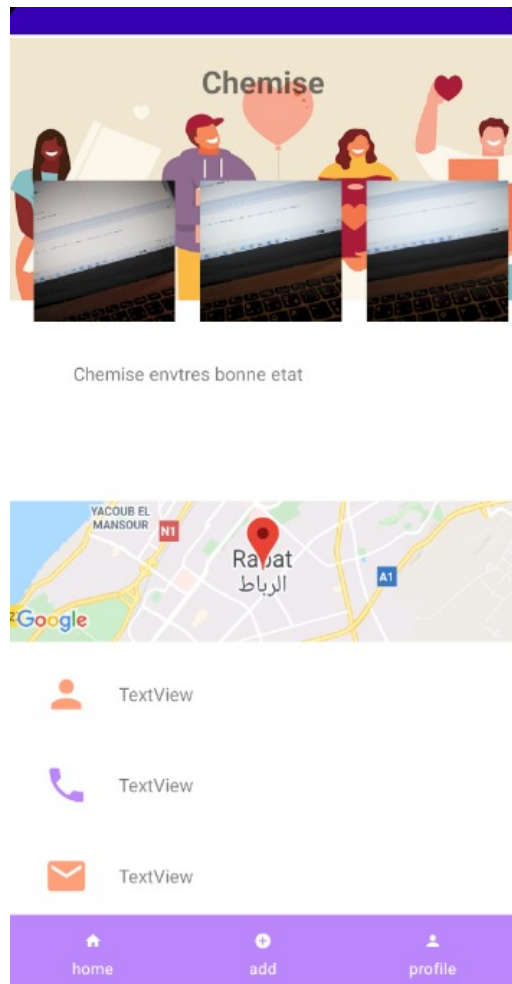 Chemise
Chemise envtres bonne etat
YACOUB EL
MANSOUR
N1
Rabat
الرباط
A1
Google
TextView
TextView
TextView
home
add
profile